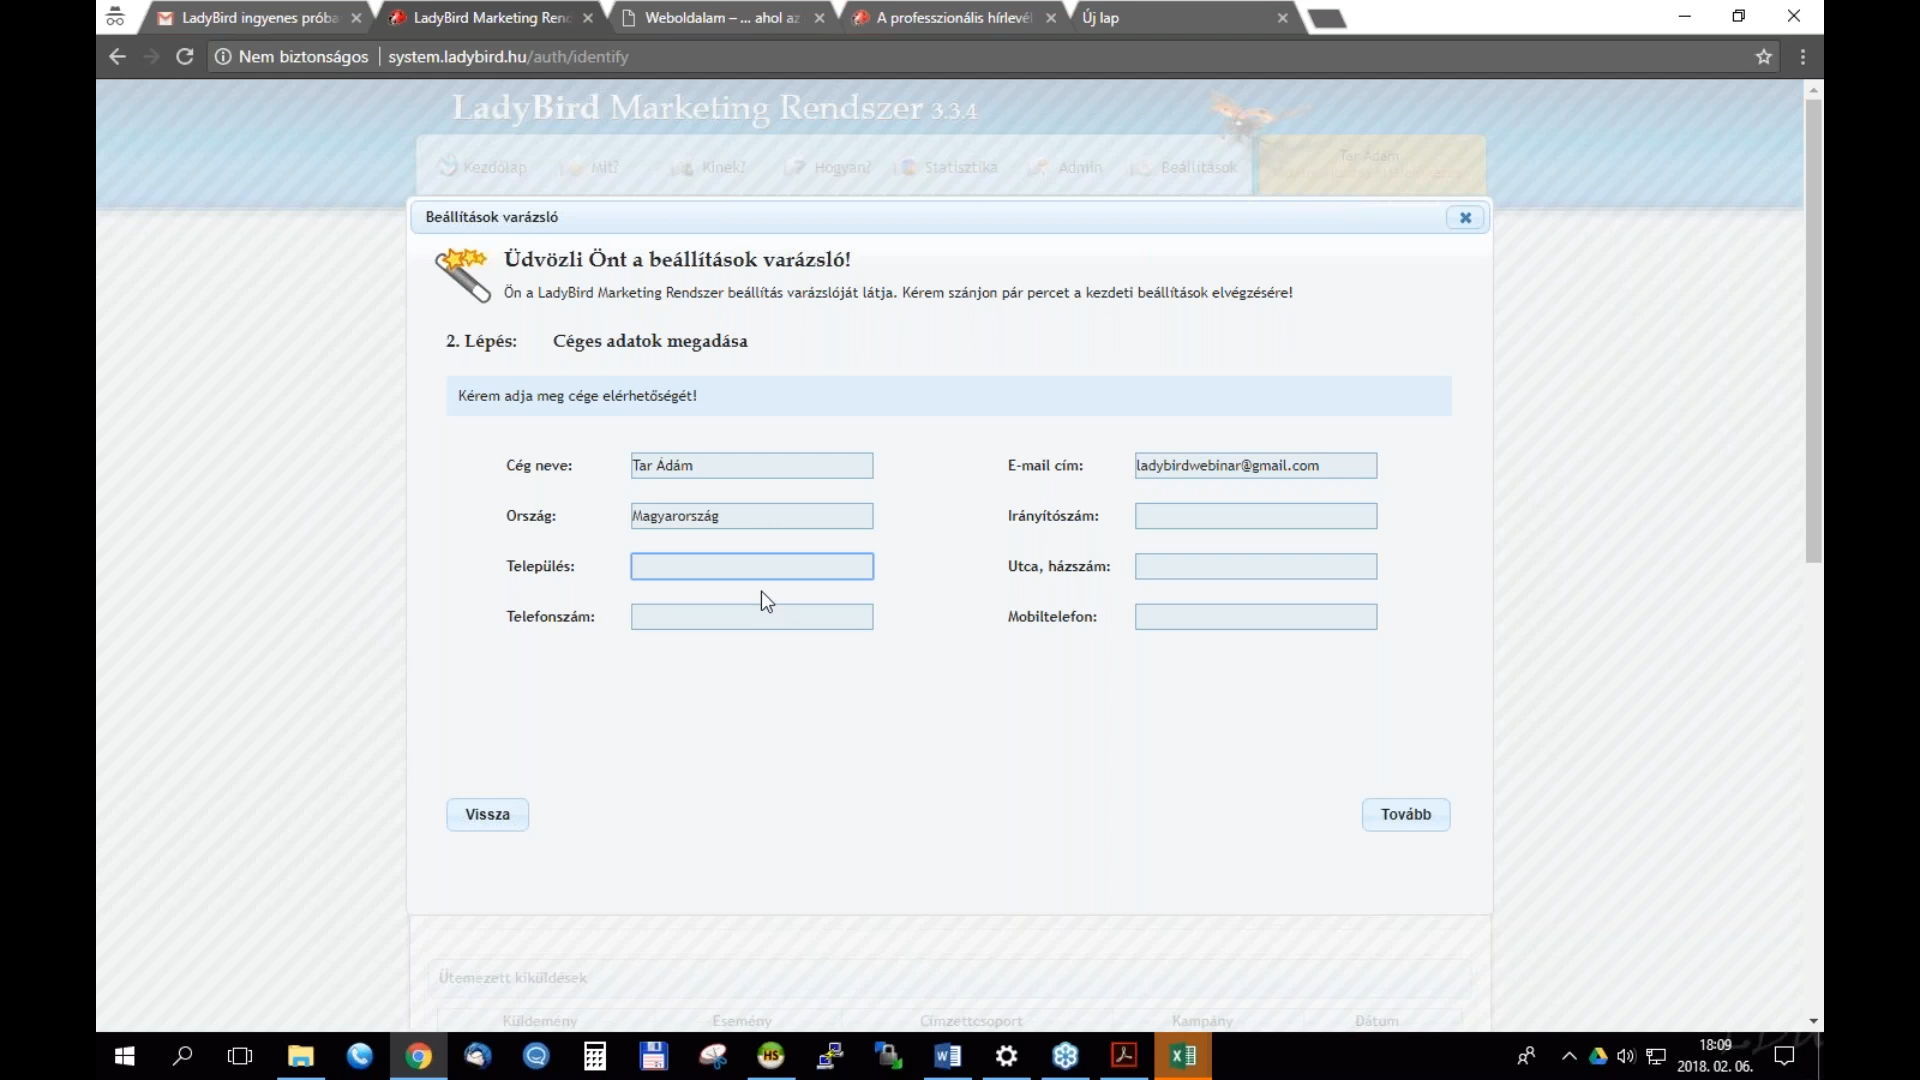 LadyBird ingyenes próba
LadyBird Marketing Rend
Weboldalam – ... ahol az
A professzionális hírlevél
Új lap
Nem biztonságos
system.ladybird.hu/auth/identify
LadyBird Marketing Rendszer 3.3.4
Kezdőlap
Mit?
Kinek?
Hogyan?
Statisztika
Admin
Beállítások
Tar Ádám
Beállítások varázsló
Üdvözli Önt a beállítások varázsló!
Ön a LadyBird Marketing Rendszer beállítás varázslóját látja. Kérem szánjon pár percet a kezdeti beállítások elvégzésére!
2. Lépés: Céges adatok megadása
Kérem adja meg cége elérhetőségét!
Cég neve: Tar Ádám
E-mail cím: ladybirdwebinar@gmail.com
Ország: Magyarország
Irányítószám:
Település:
Utca, házszám:
Telefonszám:
Mobiltelefon:
Vissza
Tovább
Ütemezett kiküldések
Küldemény
Esemény
Címzettcsoport
Kampány
Dátum
HS
18:09
2018. 02. 06.